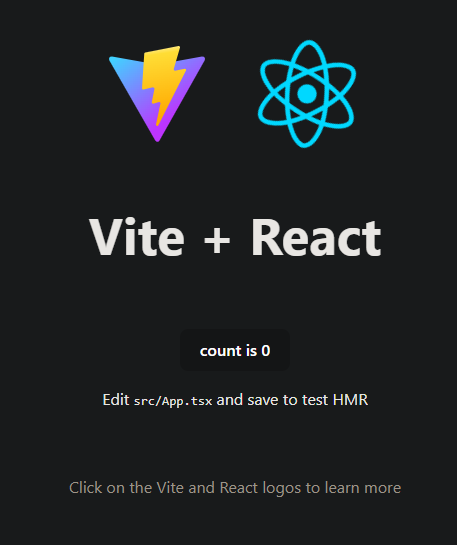 Vite + React
count is 0
Edit src/App.tsx and save to test HMR
Click on the Vite and React logos to learn more